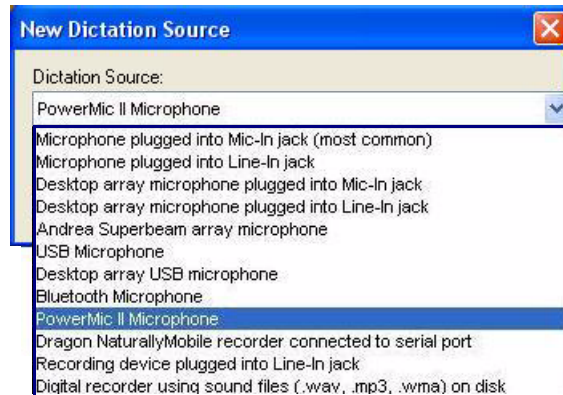 New Dictation Source
Dictation Source:
PowerMic II Microphone
Microphone plugged into Mic-In jack (most common)
Microphone plugged into Line-In jack
Desktop array microphone plugged into Mic-In jack
Desktop array microphone plugged into Line-In jack
Andrea Superbeam array microphone
USB Microphone
Desktop array USB microphone
Bluetooth Microphone
PowerMic II Microphone
Dragon NaturallyMobile recorder connected to serial port
Recording device plugged into Line-In jack
Digital recorder using sound files (.wav, .mp3, .wma) on disk